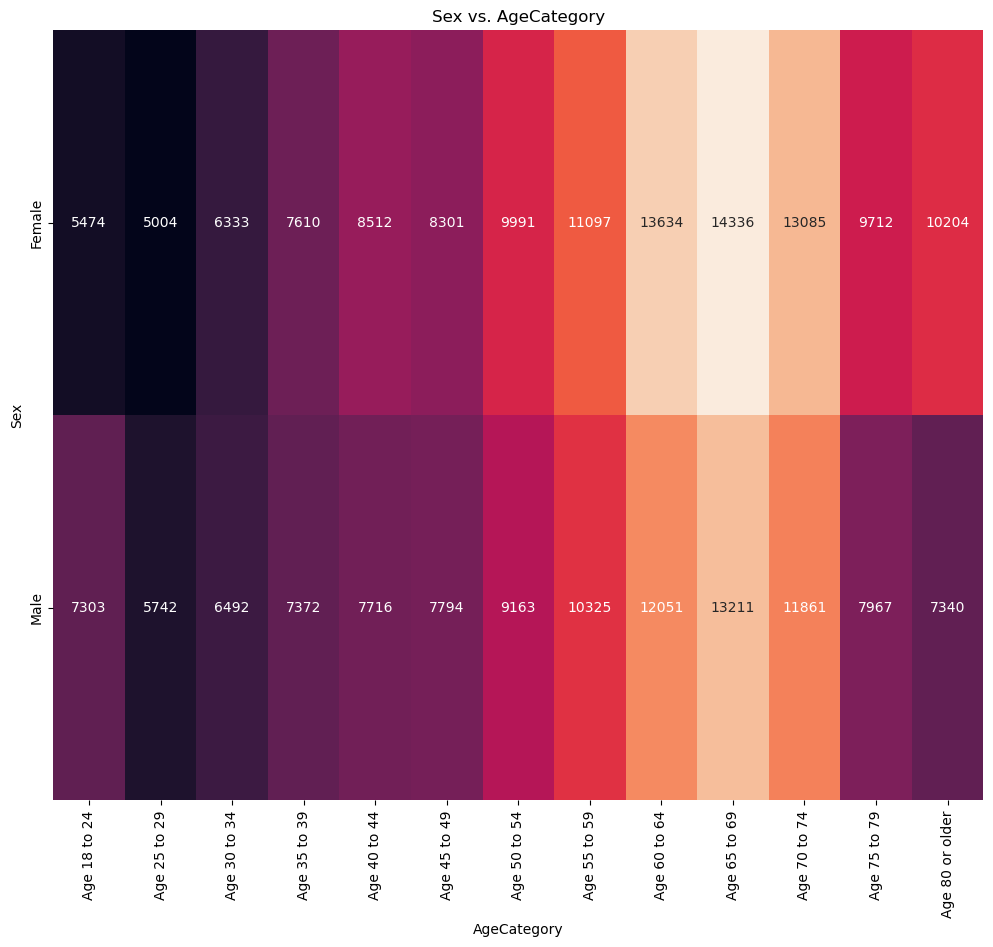 Sex vs. AgeCategory
Female
5474 5004 6333 7610 8512 8301 9991 11097 13634 14336 13085 9712 10204
Sex
Male
7303 5742 6492 7372 7716 7794 9163 10325 12051 13211 11861 7967 7340
Age 18 to 24
Age 25 to 29
Age 30 to 34
Age 35 to 39
Age 40 to 44
Age 45 to 49
Age 50 to 54
Age 55 to 59
Age 60 to 64
Age 65 to 69
Age 70 to 74
Age 75 to 79
Age 80 or older
AgeCategory